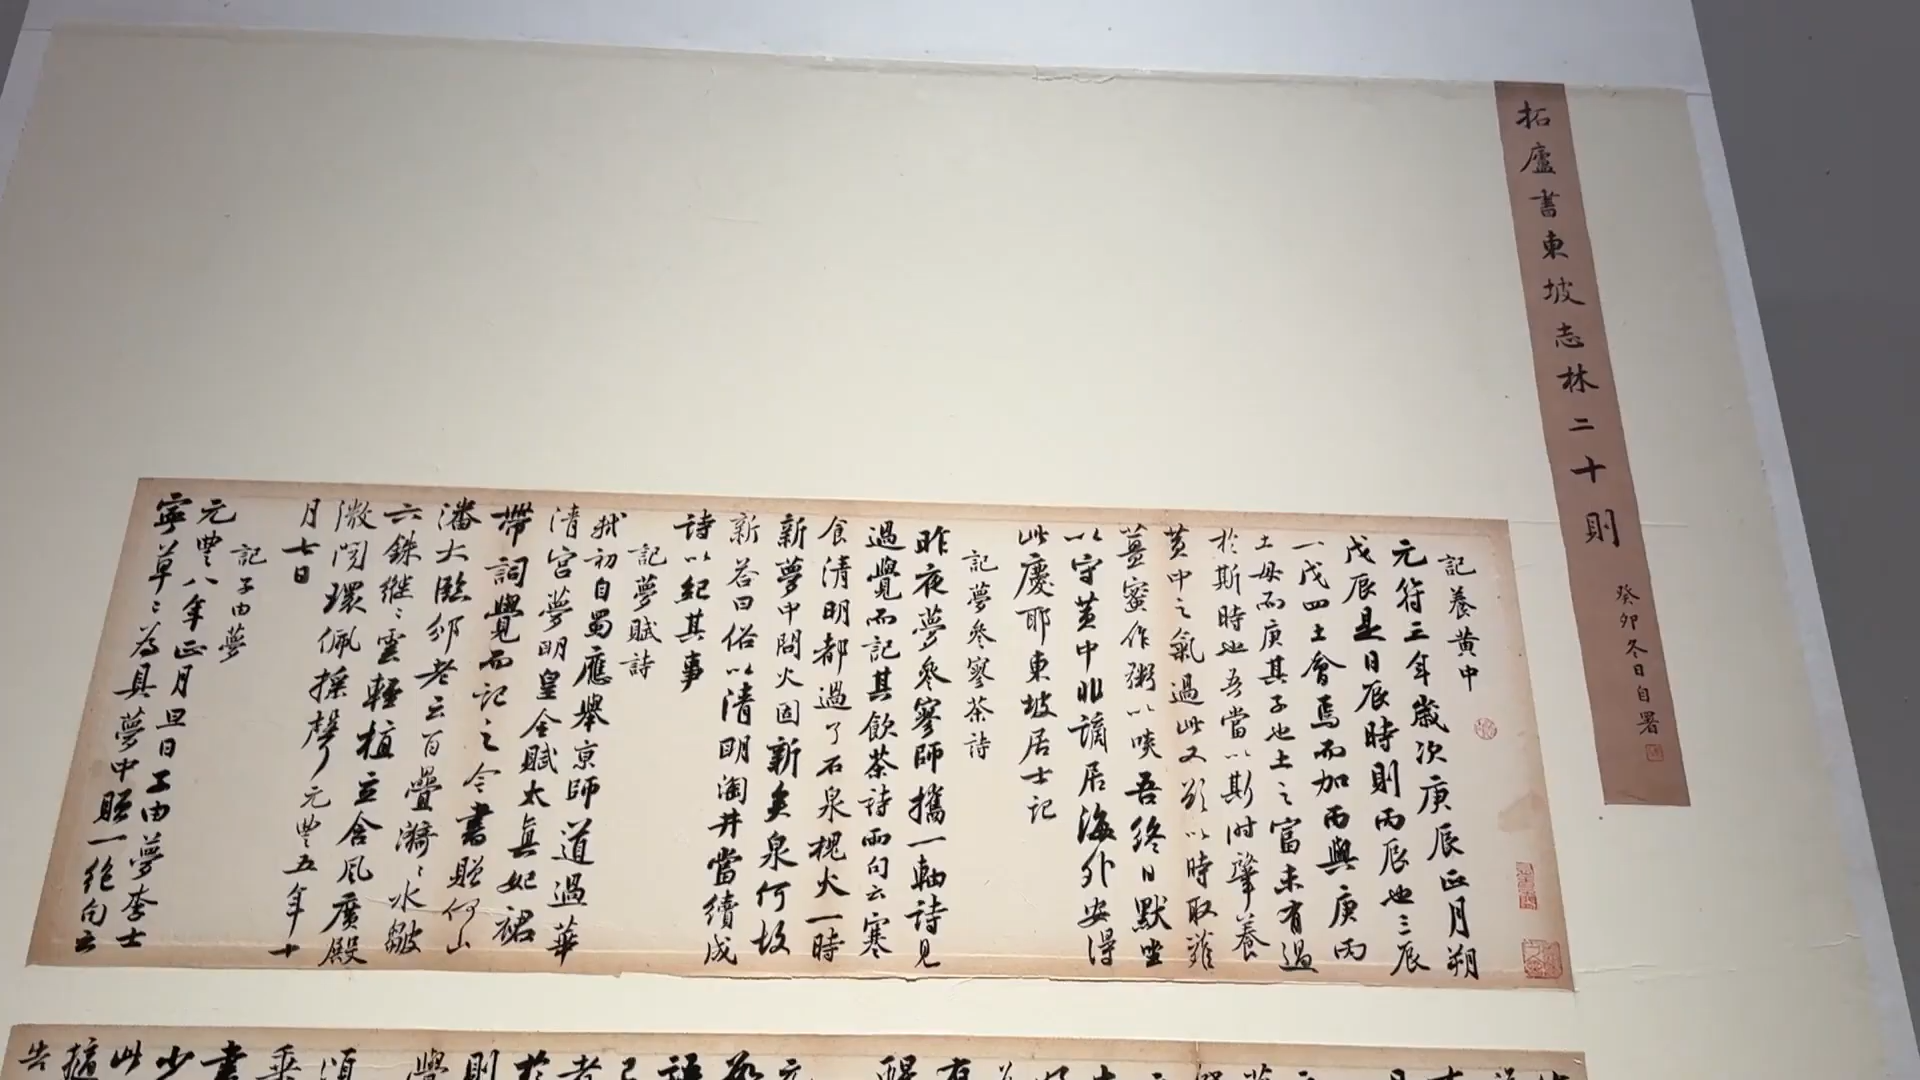 拓廬書東坡志林二十則
癸卯冬日自署
記養黃中
元符三年歲次庚辰正月朔
戊辰是日辰時則丙辰也三辰
一戊四土會焉而加丙與庚丙
土母而庚其子也土之富未有過
於斯時也吾當以斯时肇養
黃中之氣過此又欲以時取薤
薑蜜作粥以啖吾終日默坐
以守黃中非謫居海外安得
此慶耶東坡居士記
記夢參寥茶詩
昨夜夢參寥師攜一軸詩見
過覺而記其飲茶詩兩句云寒
食清明都過了石泉槐火一時
新夢中問火固新矣泉何故
新答曰俗以清明淘井當續成
詩以紀其事
記夢賦詩
軾初自蜀應舉京師道過華
清宮夢明皇令賦太真妃裙
帶詞覺而記之今書贈何山
潘大臨邠老云百疊漪〻水皺
六銖縰〻雲輕植立含風廣殿
微聞環佩搖聲元豐五年十
月七日
記子由夢
元豐八年正月旦日子由夢李士
寧草〻為具夢中贈一絕句云